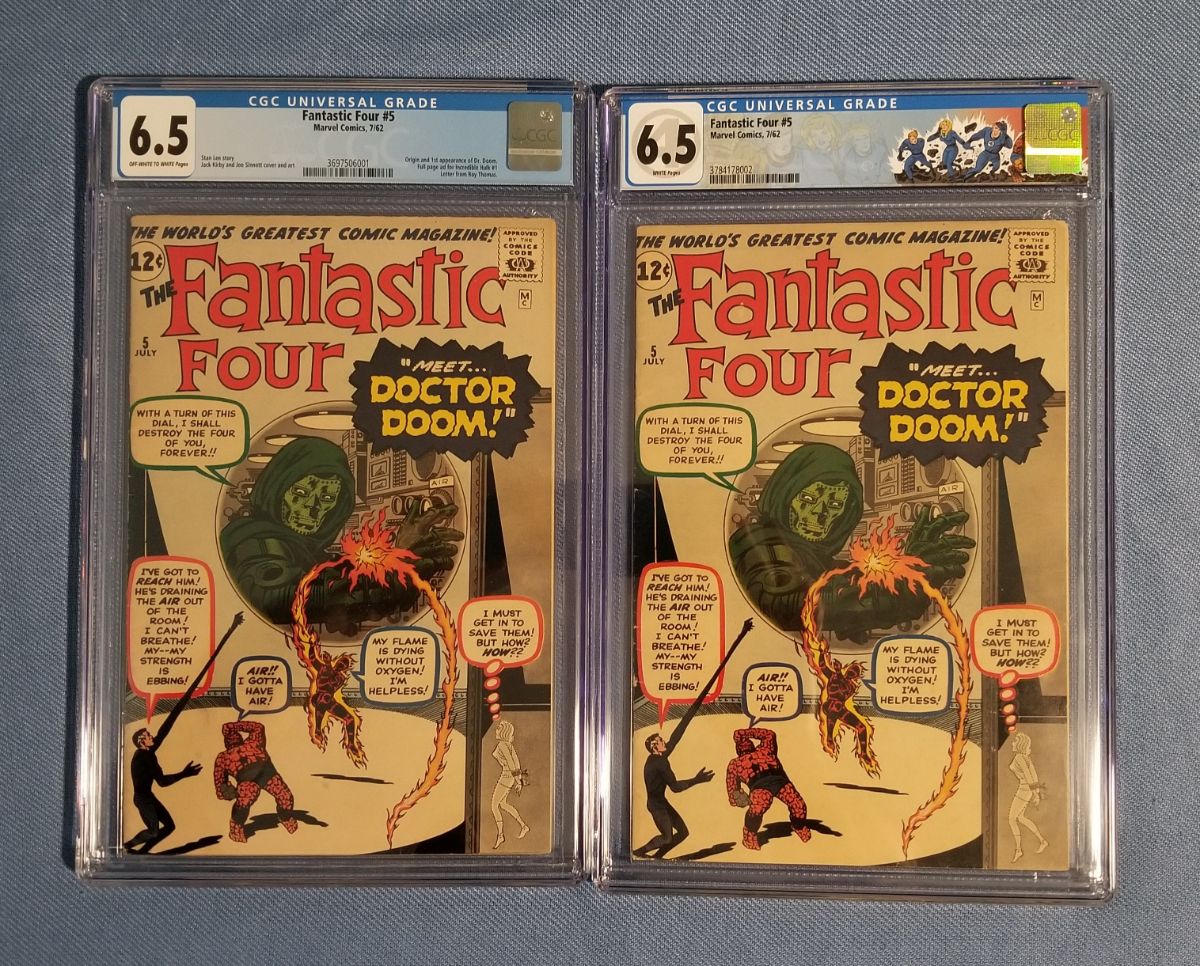 CGC UNIVERSAL GRADE
6.5
OFF-WHITE TO WHITE Pages
Fantastic Four #5
Marvel Comics, 7/62
Stan Lee story
Jack Kirby and Joe Sinnott cover and art
3697506001
Origin and 1st appearance of Dr. Doom.
Full page ad for Incredible Hulk #1
Letter from Roy Thomas.
CGC
THE WORLD'S GREATEST COMIC MAGAZINE!
APPROVED
BY THE
COMICS
CODE
AUTHORITY
12¢
THE
Fantastic
Four
MC
5
JULY
"MEET...
DOCTOR
DOOM!"
WITH A TURN OF THIS
DIAL, I SHALL
DESTROY THE FOUR
OF YOU,
FOREVER!!
AIR
I'VE GOT TO
REACH HIM!
HE'S DRAINING
THE AIR OUT
OF THE
ROOM!
I CAN'T
BREATHE!
MY--MY
STRENGTH
IS
EBBING!
AIR!!
I GOTTA
HAVE
AIR!
MY FLAME
IS DYING
WITHOUT
OXYGEN!
I'M
HELPLESS!
I MUST
GET IN TO
SAVE THEM!
BUT HOW?
HOW??
CGC UNIVERSAL GRADE
6.5
WHITE Pages
Fantastic Four #5
Marvel Comics, 7/62
3784178002
CGC
THE WORLD'S GREATEST COMIC MAGAZINE!
APPROVED
BY THE
COMICS
CODE
AUTHORITY
12¢
THE
Fantastic
Four
MC
5
JULY
"MEET...
DOCTOR
DOOM!"
WITH A TURN OF THIS
DIAL, I SHALL
DESTROY THE FOUR
OF YOU,
FOREVER!!
AIR
I'VE GOT TO
REACH HIM!
HE'S DRAINING
THE AIR OUT
OF THE
ROOM!
I CAN'T
BREATHE!
MY--MY
STRENGTH
IS
EBBING!
AIR!!
I GOTTA
HAVE
AIR!
MY FLAME
IS DYING
WITHOUT
OXYGEN!
I'M
HELPLESS!
I MUST
GET IN TO
SAVE THEM!
BUT HOW?
HOW??